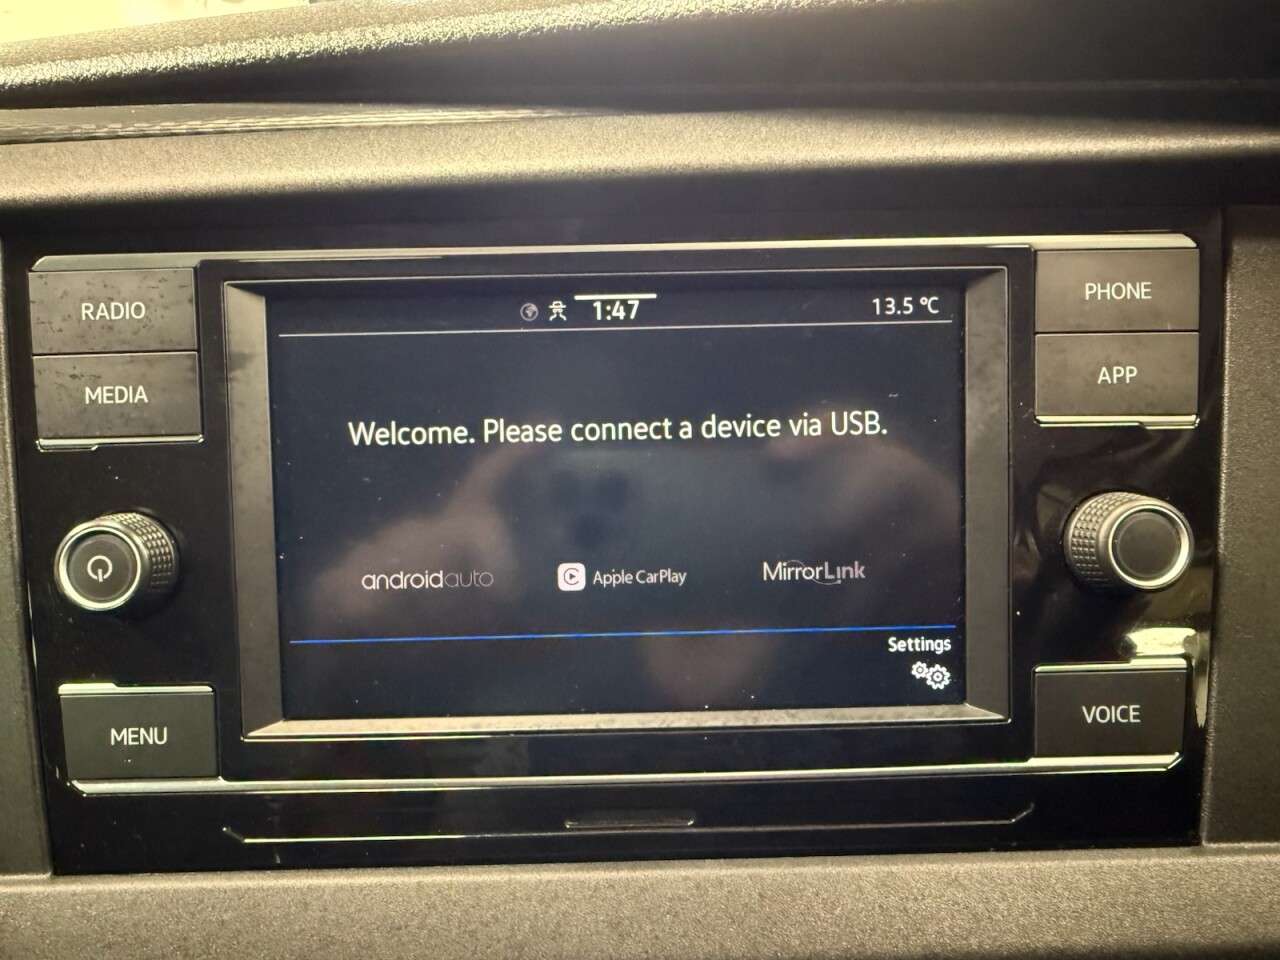 1:47
13.5 °C
RADIO
PHONE
MEDIA
APP
Welcome. Please connect a device via USB.
androidauto
Apple CarPlay
MirrorLink
Settings
MENU
VOICE